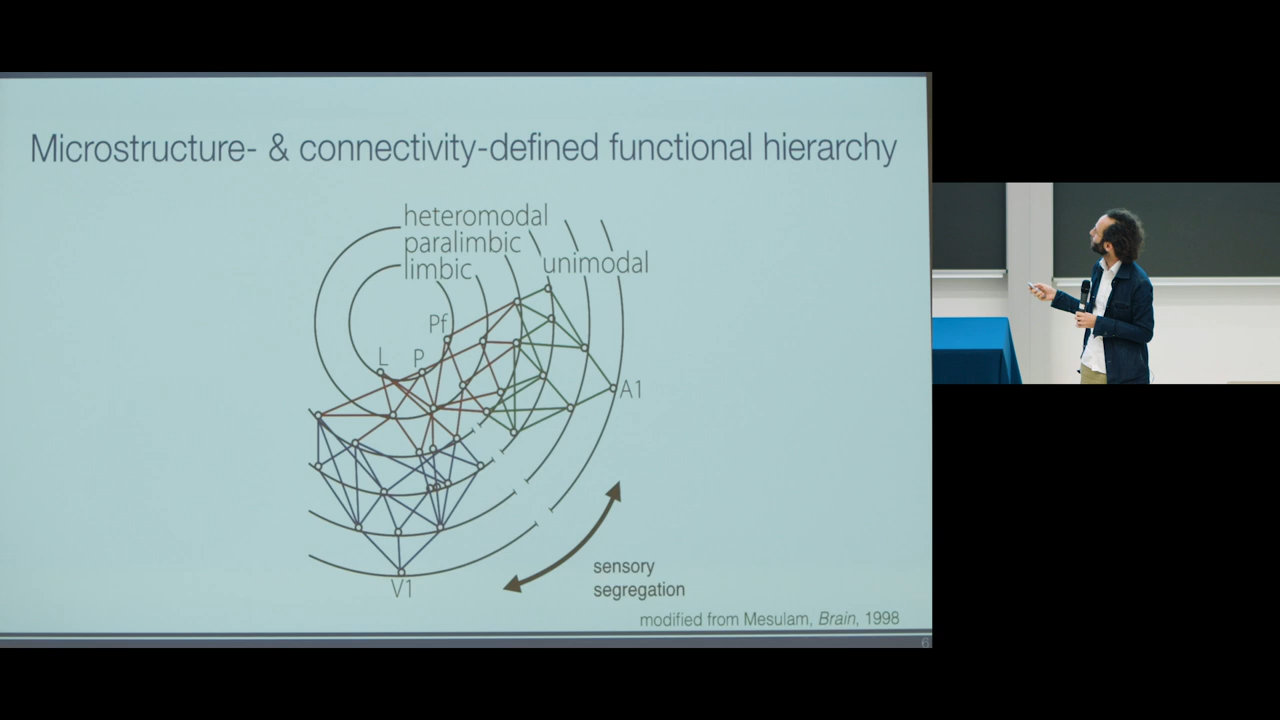 Microstructure- & connectivity-defined functional hierarchy
heteromodal
paralimbic
limbic
unimodal
Pf
L
P
A1
V1
sensory
segregation
modified from Mesulam, Brain, 1998
6